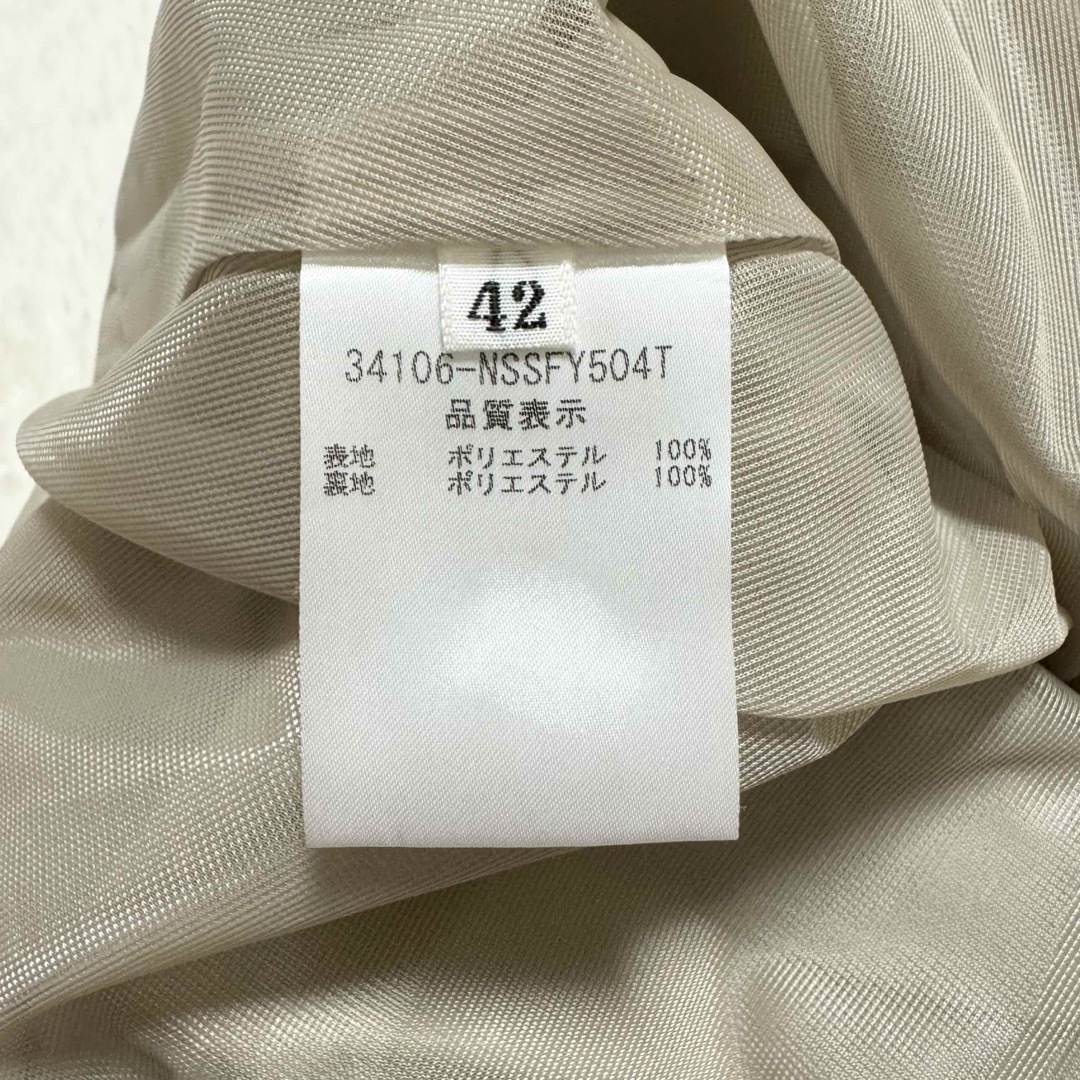 42
34106-NSSFY504T
品質表示
表地 ポリエステル 100%
裏地 ポリエステル 100%